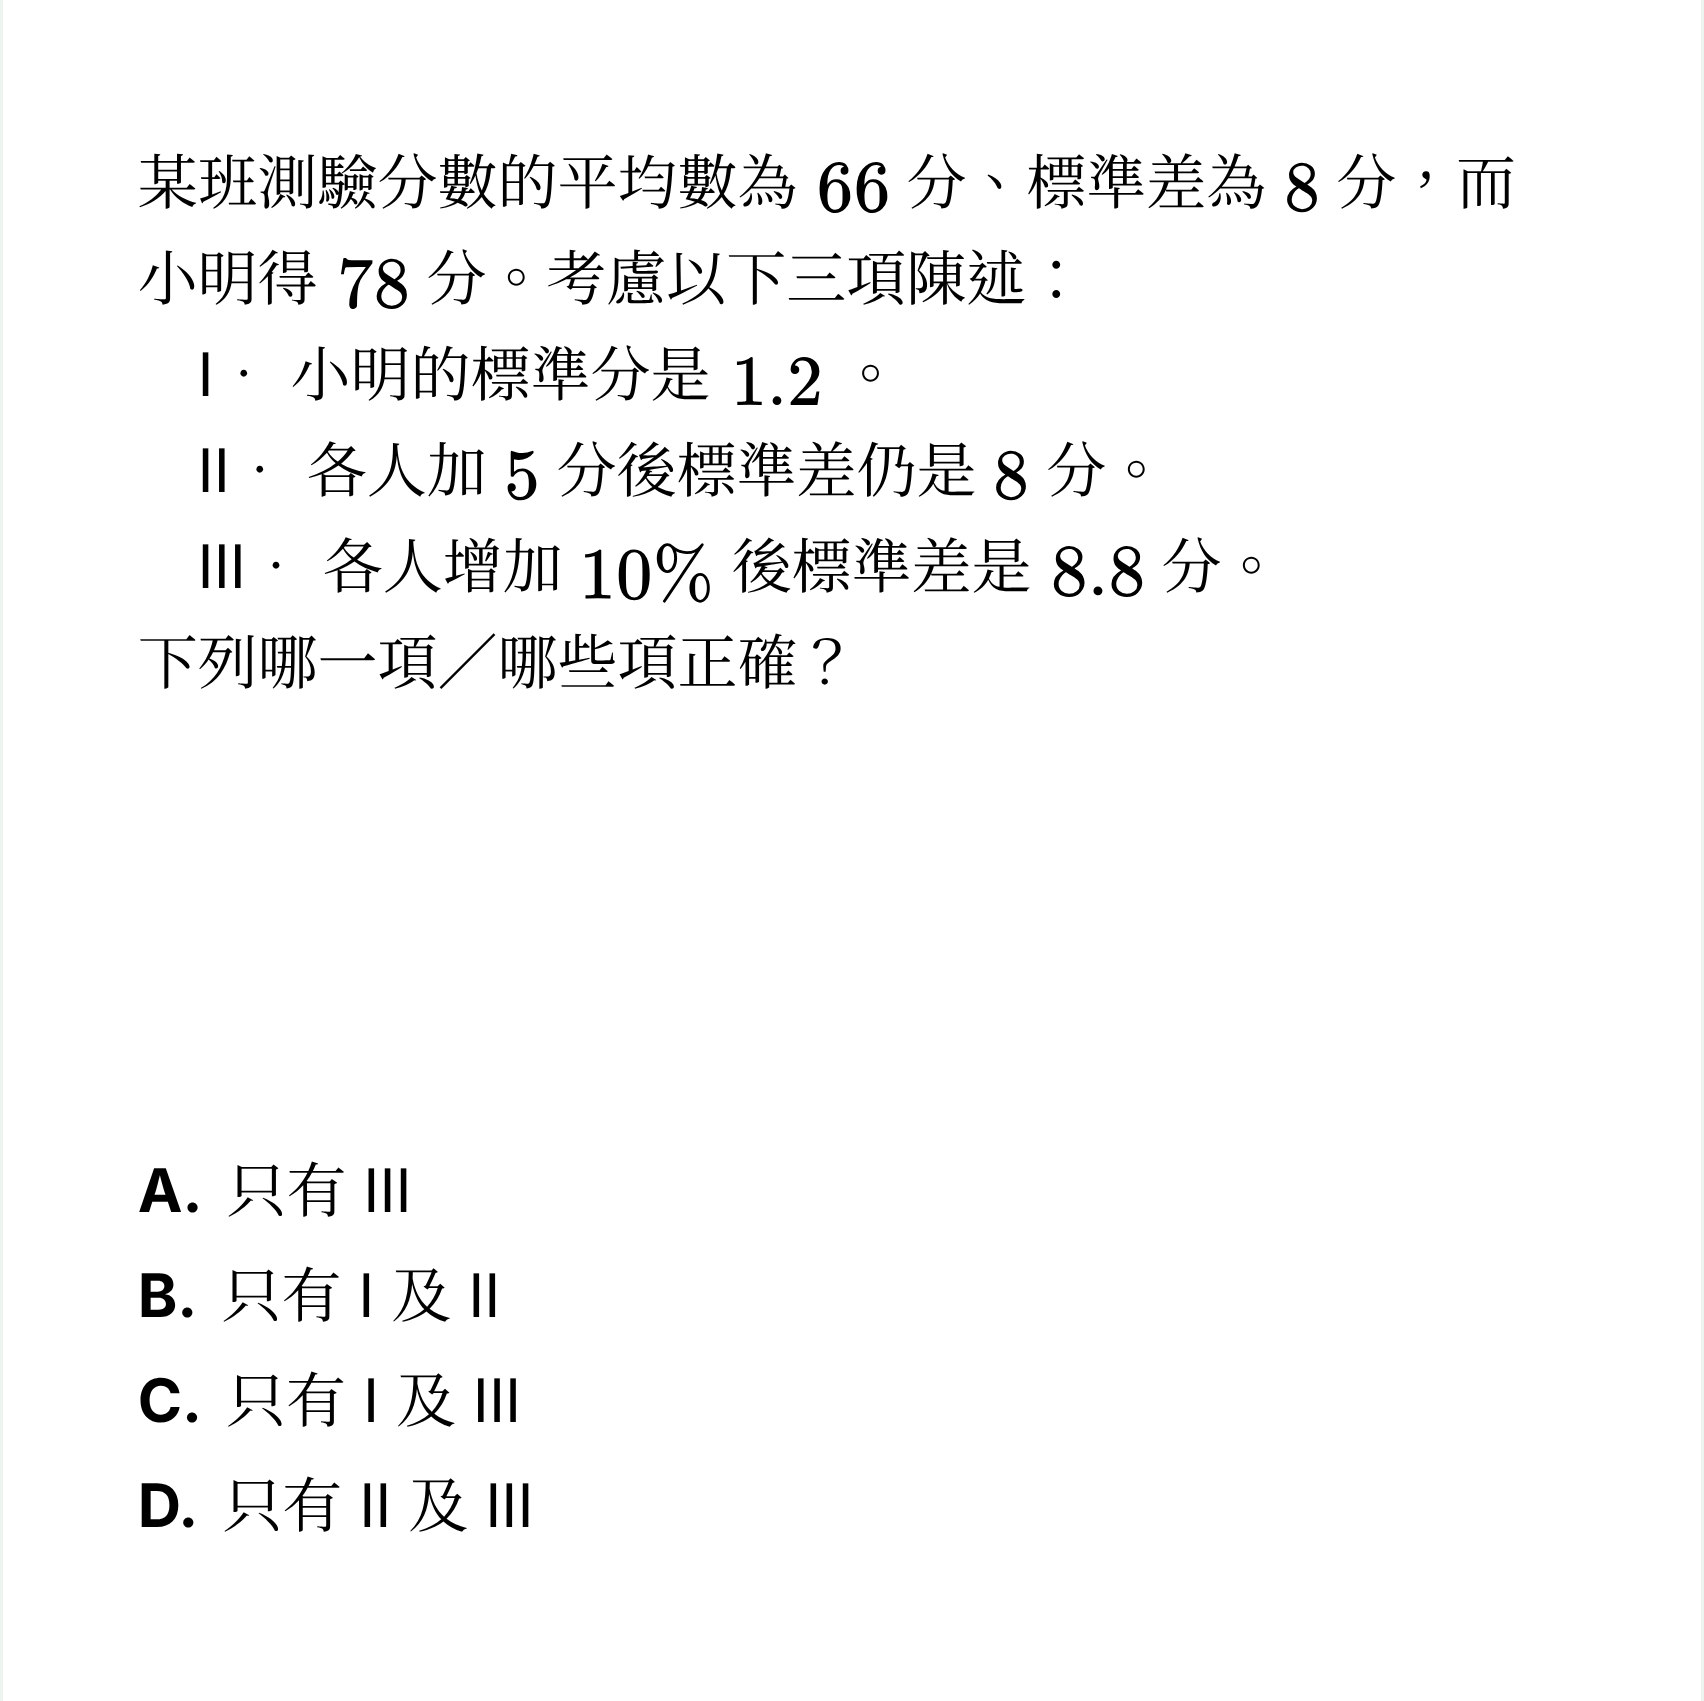 某班測驗分數的平均數為 66 分、標準差為 8 分，而
小明得 78 分。考慮以下三項陳述：
I． 小明的標準分是 1.2 。
II． 各人加 5 分後標準差仍是 8 分。
III． 各人增加 10% 後標準差是 8.8 分。
下列哪一項／哪些項正確？
A. 只有 III
B. 只有 I 及 II
C. 只有 I 及 III
D. 只有 II 及 III